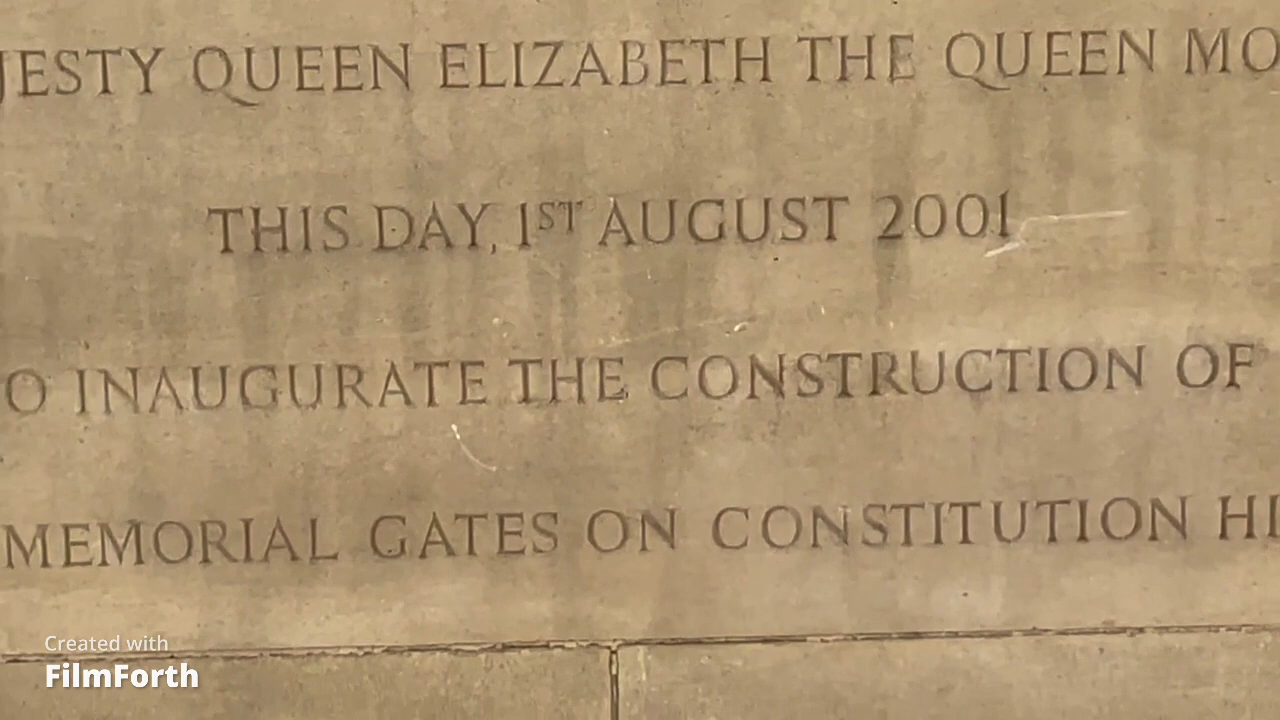 JESTY QUEEN ELIZABETH THE QUEEN MO
THIS DAY, 1ST AUGUST 2001
O INAUGURATE THE CONSTRUCTION OF
MEMORIAL GATES ON CONSTITUTION HI
Created with
FilmForth